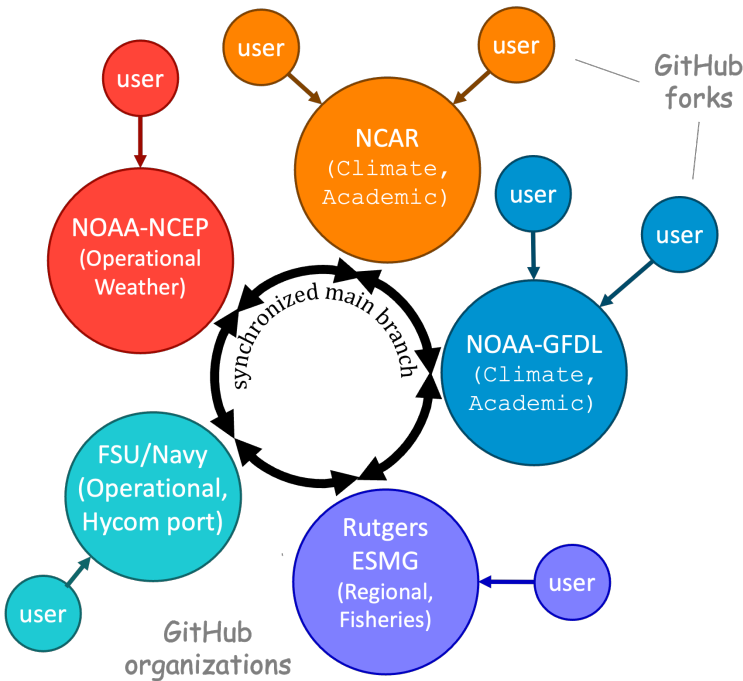 user
user
user
GitHub
forks
NCAR
(Climate,
Academic)
NOAA-NCEP
(Operational
Weather)
user
user
synchronized main branch
NOAA-GFDL
(Climate,
Academic)
FSU/Navy
(Operational,
Hycom port)
Rutgers
ESMG
(Regional,
Fisheries)
user
user
GitHub
organizations